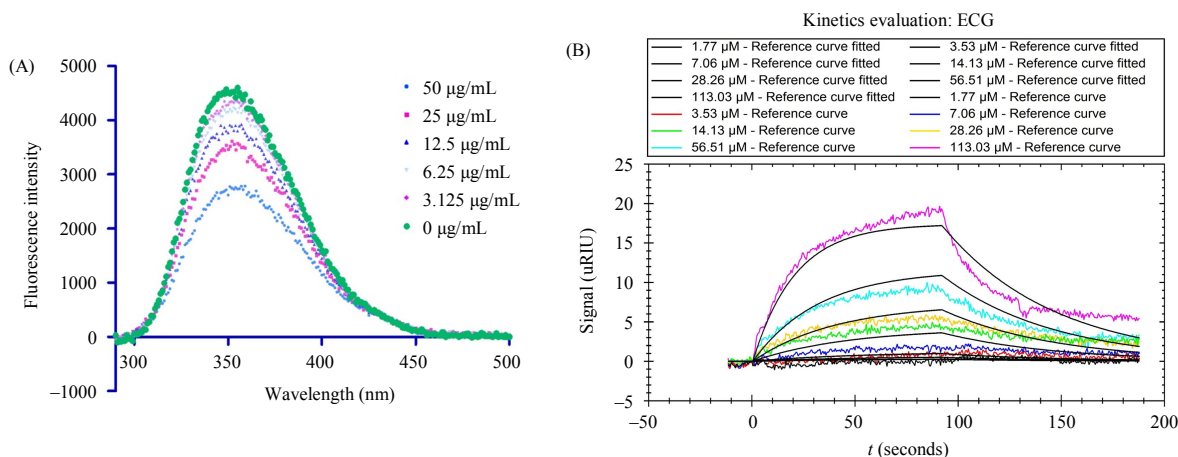 (A)
5000
4000
3000
2000
1000
0
−1000
300
350
400
450
500
Fluorescence intensity
Wavelength (nm)
50 μg/mL
25 μg/mL
12.5 μg/mL
6.25 μg/mL
3.125 μg/mL
0 μg/mL
(B)
Kinetics evaluation: ECG
1.77 µM - Reference curve fitted
3.53 µM - Reference curve fitted
7.06 µM - Reference curve fitted
14.13 µM - Reference curve fitted
28.26 µM - Reference curve fitted
56.51 µM - Reference curve fitted
113.03 µM - Reference curve fitted
1.77 µM - Reference curve
3.53 µM - Reference curve
7.06 µM - Reference curve
14.13 µM - Reference curve
28.26 µM - Reference curve
56.51 µM - Reference curve
113.03 µM - Reference curve
25
20
15
10
5
0
–5
–50
0
50
100
150
200
Signal (uRIU)
t (seconds)